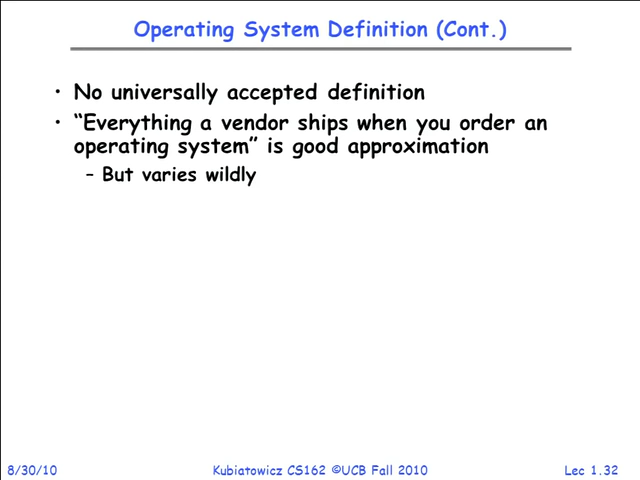 Operating System Definition (Cont.)
• No universally accepted definition
• “Everything a vendor ships when you order an
operating system” is good approximation
– But varies wildly
8/30/10 Kubiatowicz CS162 ©UCB Fall 2010 Lec 1.32